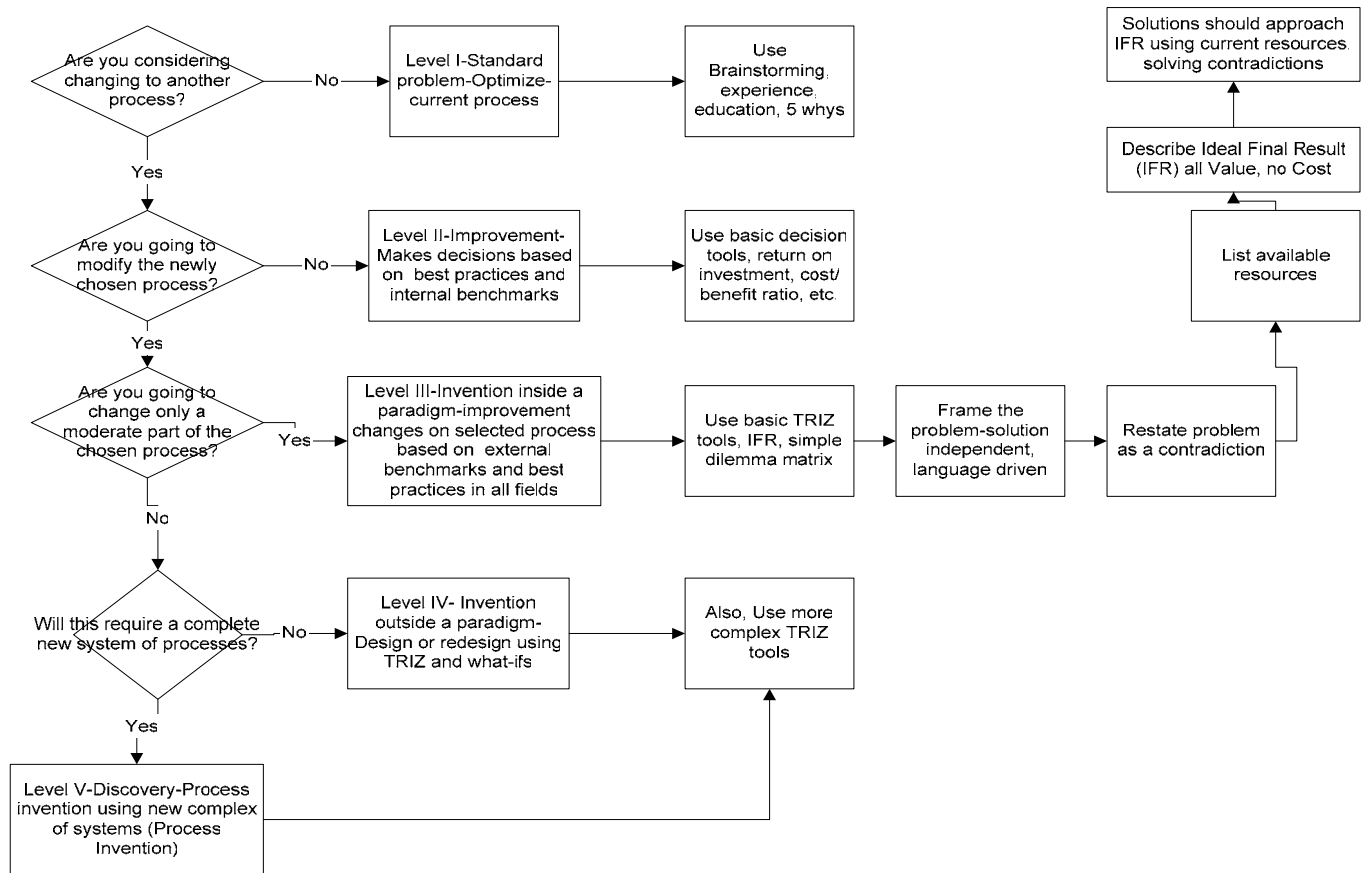 Are you considering
changing to another
process?
No
Level I-Standard
problem-Optimize-
current process
Use
Brainstorming,
experience,
education, 5 whys
Solutions should approach
IFR using current resources,
solving contradictions
Describe Ideal Final Result
(IFR) all Value, no Cost
Yes
Are you going to
modify the newly
chosen process?
No
Level II-Improvement-
Makes decisions based
on best practices and
internal benchmarks
Use basic decision
tools, return on
investment, cost/
benefit ratio, etc.
List available
resources
Yes
Are you going to
change only a
moderate part of the
chosen process?
Yes
Level III-Invention inside a
paradigm-improvement
changes on selected process
based on external
benchmarks and best
practices in all fields
Use basic TRIZ
tools, IFR, simple
dilemma matrix
Frame the
problem-solution
independent,
language driven
Restate problem
as a contradiction
No
Will this require a complete
new system of processes?
No
Level IV- Invention
outside a paradigm-
Design or redesign using
TRIZ and what-ifs
Also, Use more
complex TRIZ
tools
Yes
Level V-Discovery-Process
invention using new complex
of systems (Process
Invention)